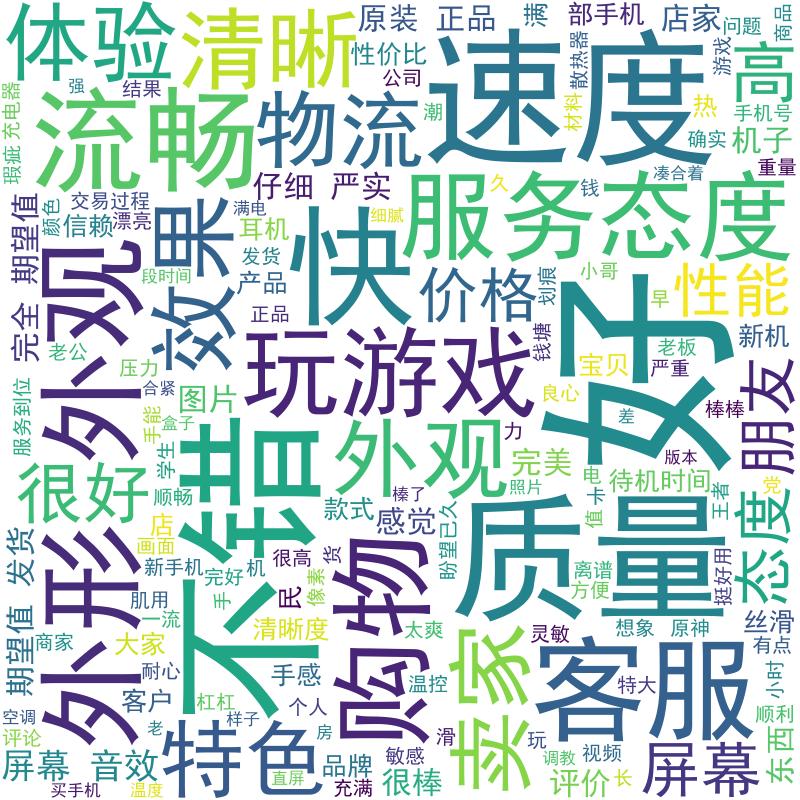 体验
清晰
原装
正品
满
部手机
店家
问题
商品
性价比
公司
速度
散热器
游戏
高
充电器
强
结果
潮
材料
热
手机号
瑕疵
流畅
物流
确实
机子
凑合着
重量
期望值
颜色
交易过程
信赖
漂亮
满电
仔细
严实
细腻
久
服务态度
钱
效果
耳机
快
完全
外观
段时间
发货
产品
正品
价格
划痕
小哥
性能
早
老公
压力
玩游戏
钱塘
好
宝贝
老板
严重
新机
服务到位
合紧
手能
盒子
图片
良心
差
棒棒
朋友
力
很好
学生
顺畅
不错
外观
完美
照片
电
卡
值
待机时间
版本
党
王者
店
画面
款式
榛了
感觉
盼望已久
质量
态度
挺好用
发货
外形
新手机
完好
机
很高
货
离谱
方便
期望值
肌用
手
民
像素
购物
一流
商家
大家
清晰度
太爽
灵敏
想象
原神
丝滑
有点
耐心
手感
温控
卖家
客服
特大
小时
空调
客户
杠杠
个人
顺利
评论
老
样子
房
滑
玩
调教
视频
东西
屏幕
音效
特色
直屏
品牌
敏感
很棒
评价
长
屏幕
买手机
温度
充满